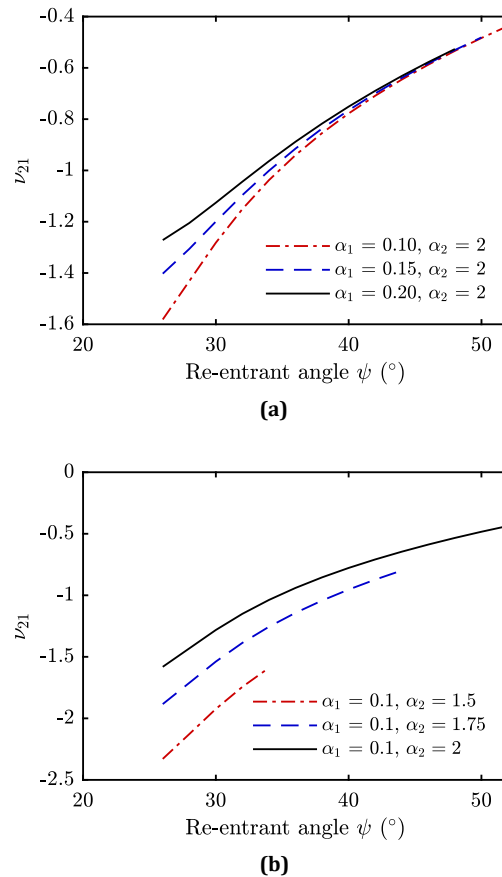 -0.4
-0.6
-0.8
-1
-1.2
-1.4
-1.6
ν21
α1 = 0.10, α2 = 2
α1 = 0.15, α2 = 2
α1 = 0.20, α2 = 2
20 30 40 50
Re-entrant angle ψ (°)
(a)
0
-0.5
-1
-1.5
-2
-2.5
ν21
α1 = 0.1, α2 = 1.5
α1 = 0.1, α2 = 1.75
α1 = 0.1, α2 = 2
20 30 40 50
Re-entrant angle ψ (°)
(b)